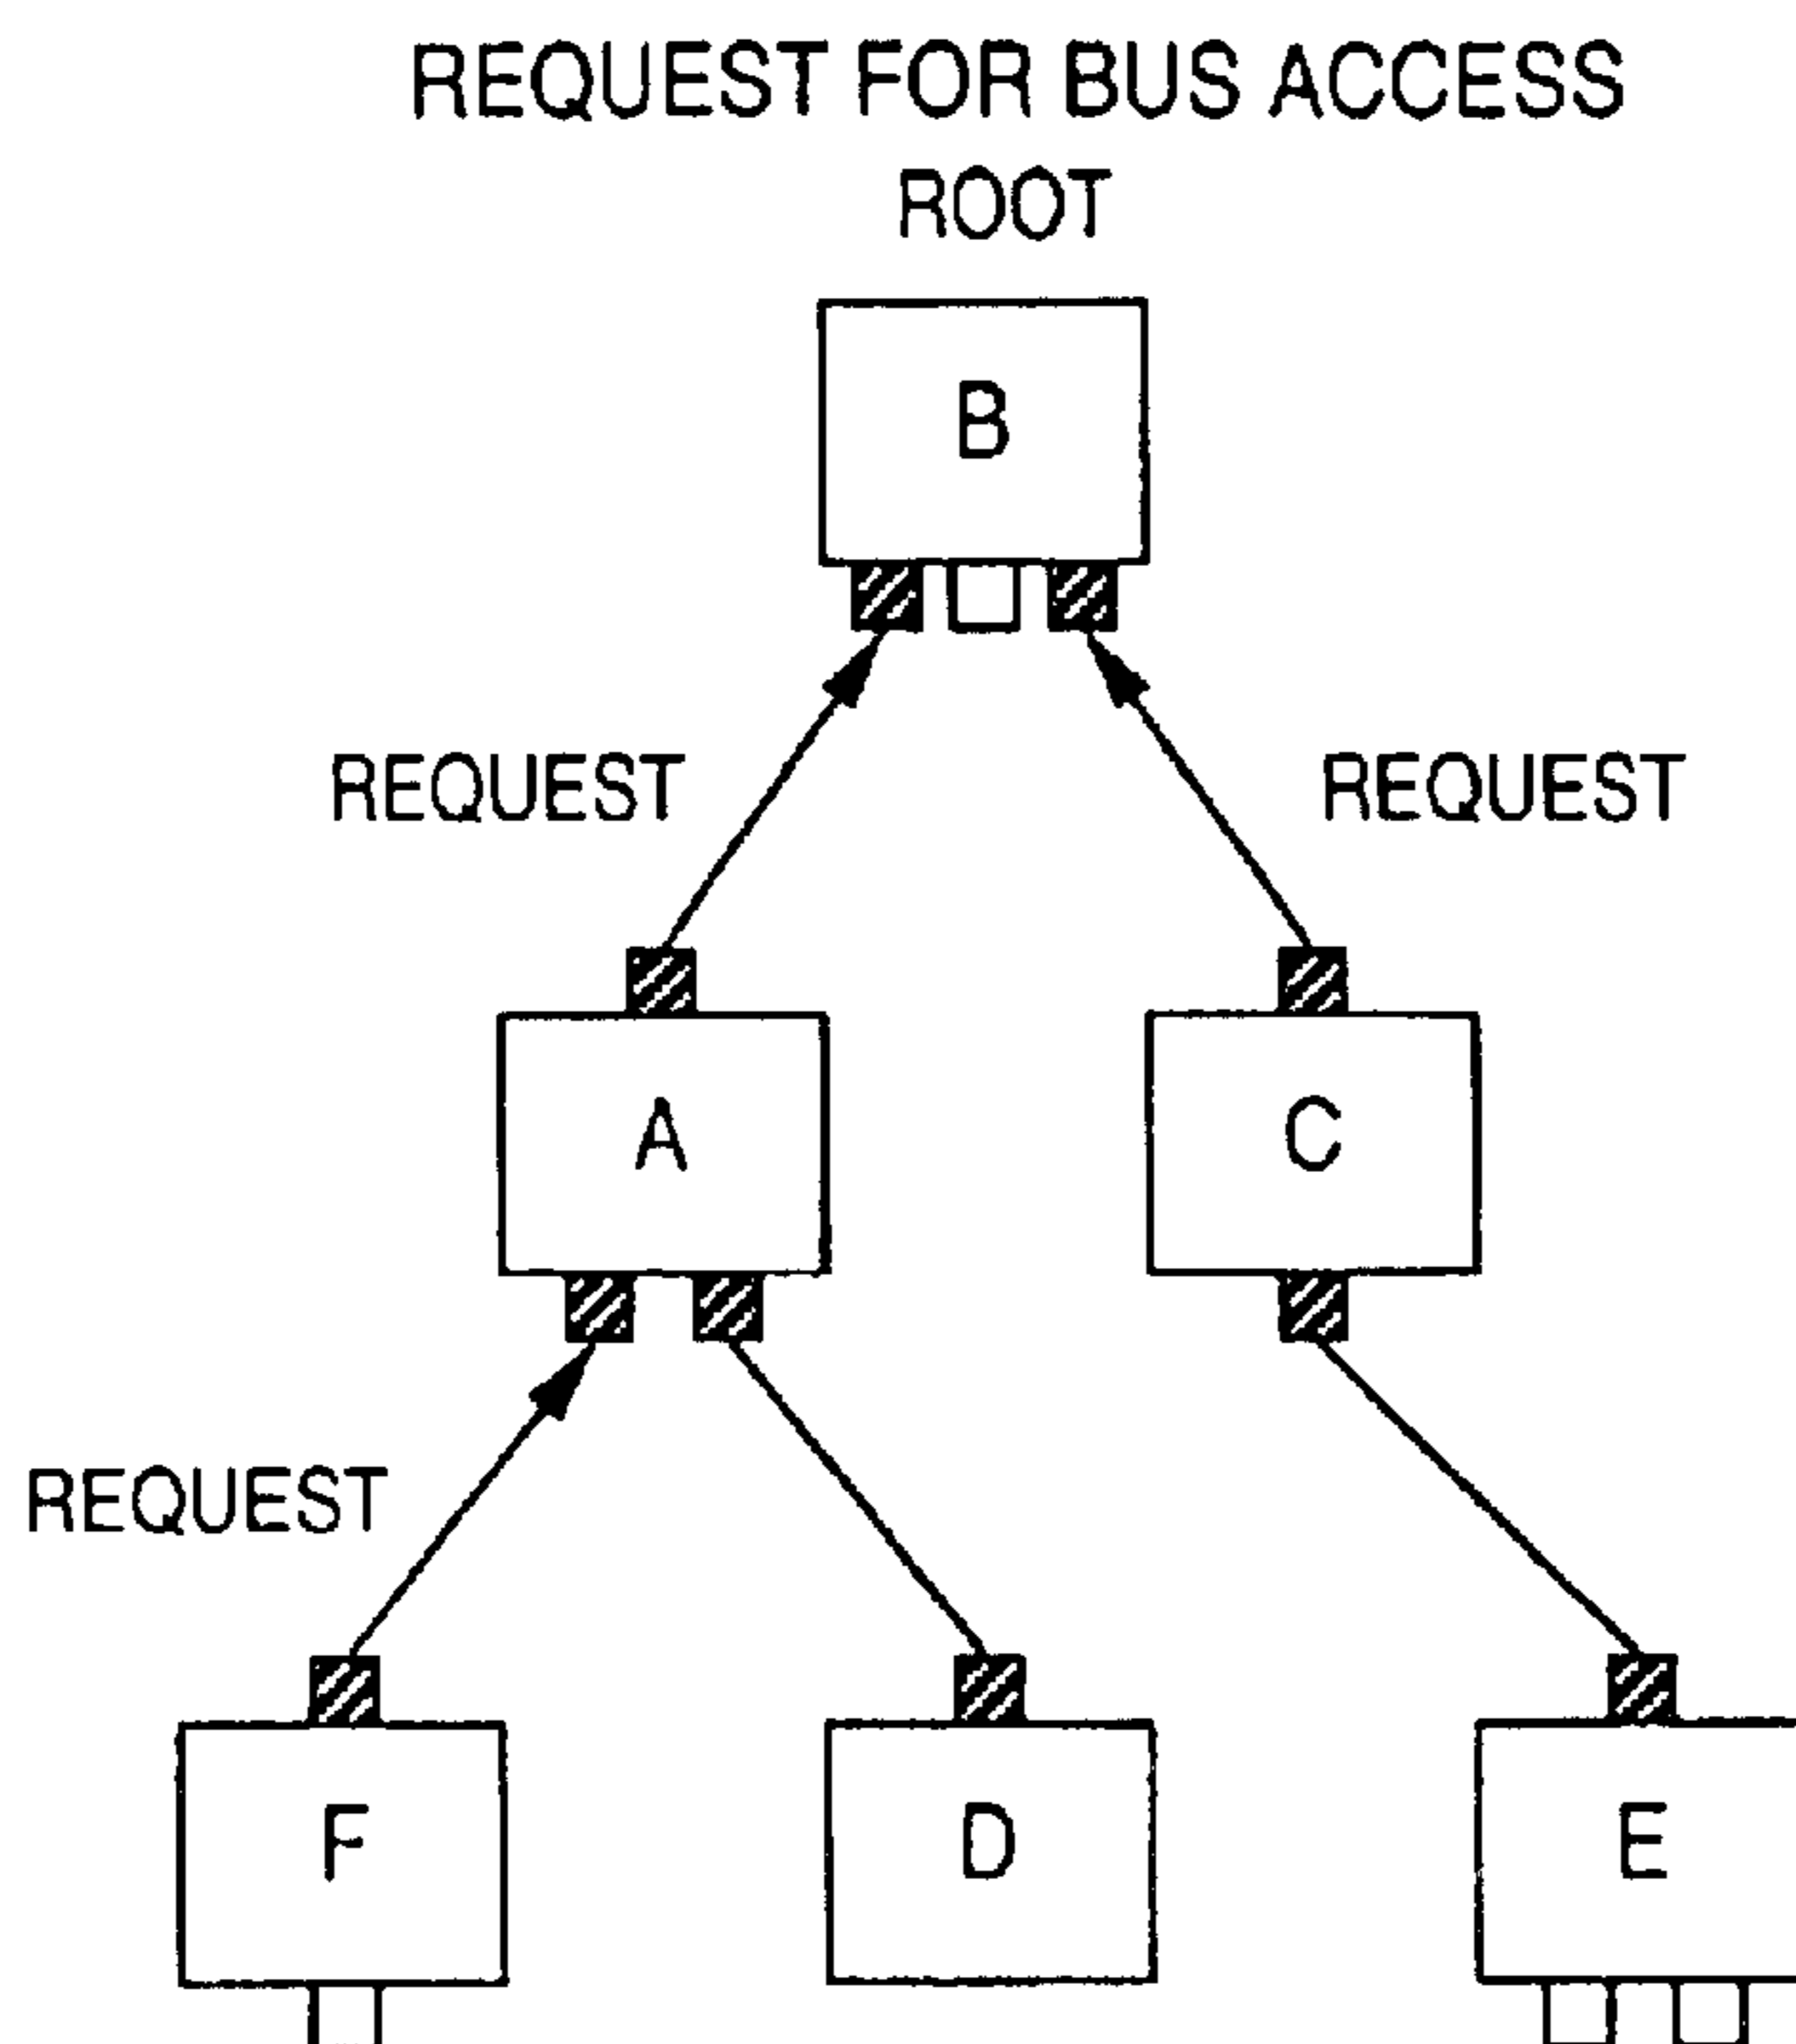 REQUEST FOR BUS ACCESS
ROOT
B
REQUEST REQUEST
A C
REQUEST
F D E